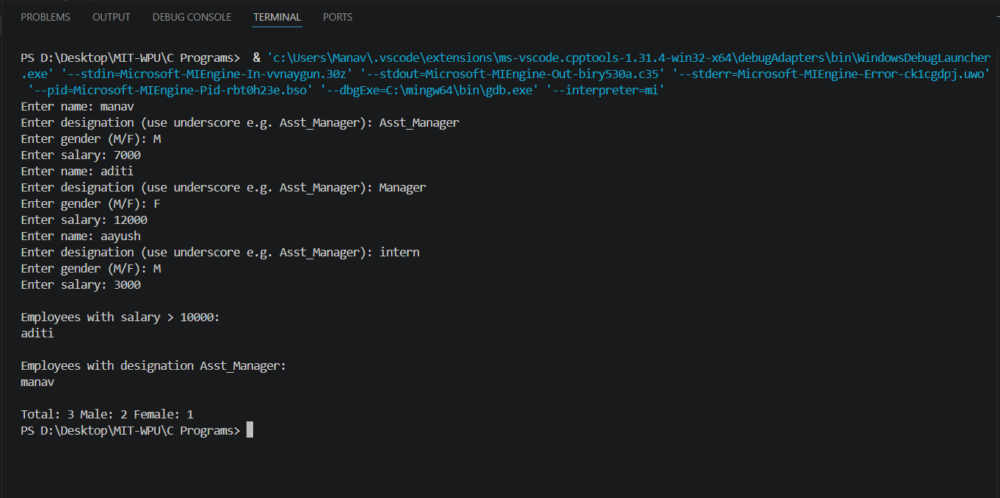 PROBLEMS OUTPUT DEBUG CONSOLE TERMINAL PORTS
PS D:\Desktop\MIT-WPU\C Programs>  & 'c:\Users\Manav\.vscode\extensions\ms-vscode.cpptools-1.31.4-win32-x64\debugAdapters\bin\WindowsDebugLauncher
.exe' '--stdin=Microsoft-MIEngine-In-vvnaygun.30z' '--stdout=Microsoft-MIEngine-Out-biry530a.c35' '--stderr=Microsoft-MIEngine-Error-ck1cgdpj.uwo'
'--pid=Microsoft-MIEngine-Pid-rbt0h23e.bso' '--dbgExe=C:\mingw64\bin\gdb.exe' '--interpreter=mi'
Enter name: manav
Enter designation (use underscore e.g. Asst_Manager): Asst_Manager
Enter gender (M/F): M
Enter salary: 7000
Enter name: aditi
Enter designation (use underscore e.g. Asst_Manager): Manager
Enter gender (M/F): F
Enter salary: 12000
Enter name: aayush
Enter designation (use underscore e.g. Asst_Manager): intern
Enter gender (M/F): M
Enter salary: 3000
Employees with salary > 10000:
aditi
Employees with designation Asst_Manager:
manav
Total: 3 Male: 2 Female: 1
PS D:\Desktop\MIT-WPU\C Programs>